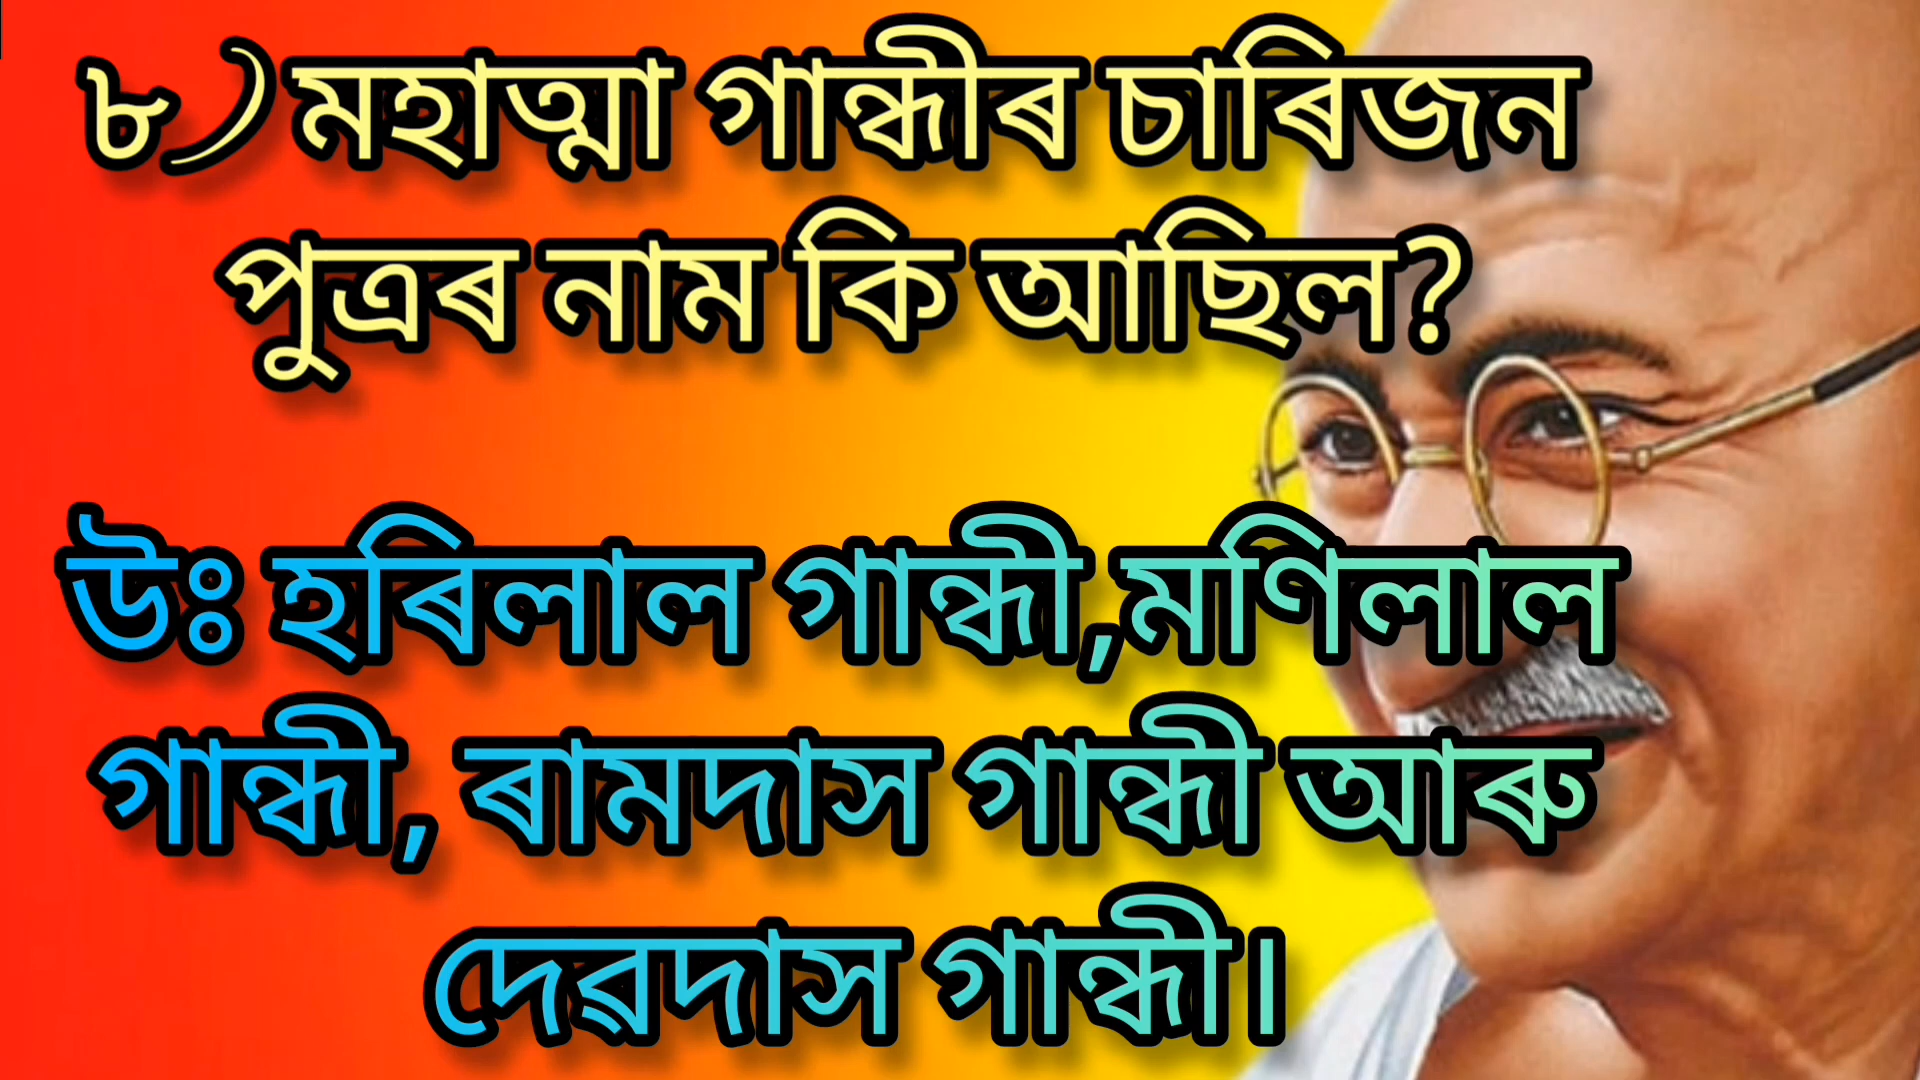 ৮) মহাত্মা গান্ধীৰ চাৰিজন
পুত্ৰৰ নাম কি আছিল?
উঃ হৰিলাল গান্ধী,মণিলাল
গান্ধী, ৰামদাস গান্ধী আৰু
দেৱদাস গান্ধী।